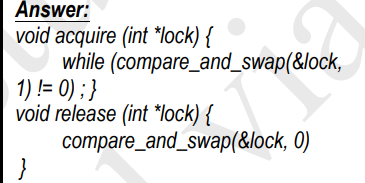 Answer:
void acquire (int *lock) {
while (compare_and_swap(&lock,
1) != 0) ; }
void release (int *lock) {
compare_and_swap(&lock, 0)
}